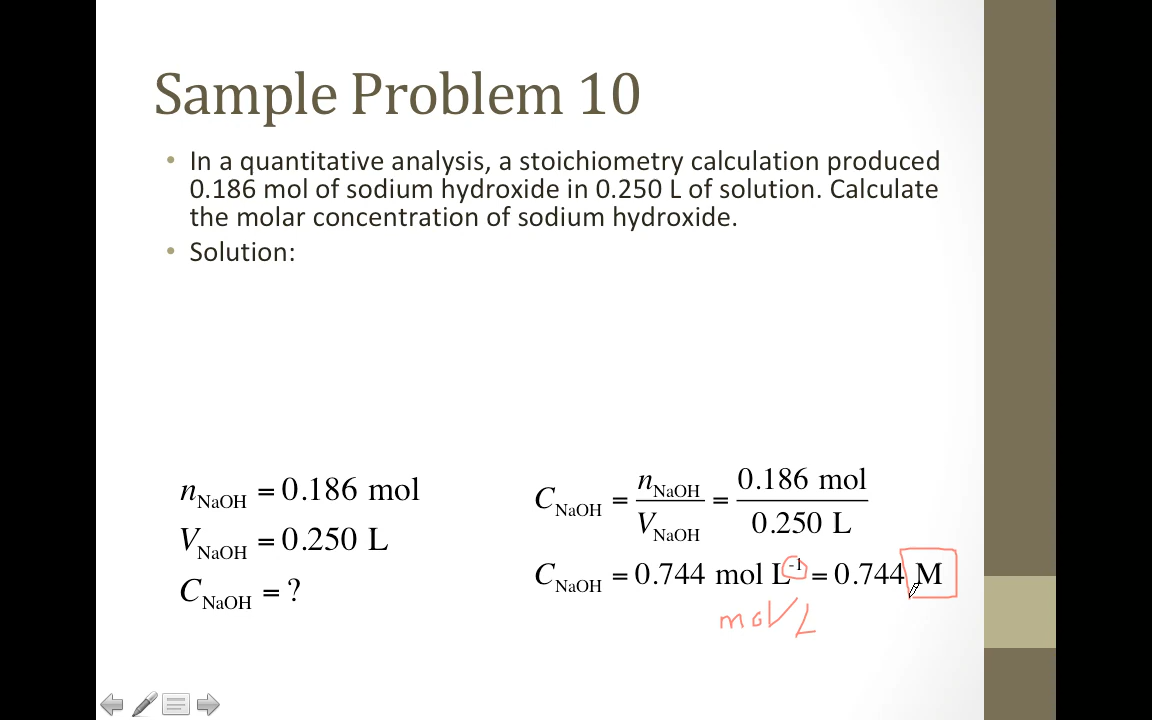 Sample Problem 10
• In a quantitative analysis, a stoichiometry calculation produced
0.186 mol of sodium hydroxide in 0.250 L of solution. Calculate
the molar concentration of sodium hydroxide.
• Solution:
n_NaOH = 0.186 mol
V_NaOH = 0.250 L
C_NaOH = ?
C_NaOH = n_NaOH / V_NaOH = 0.186 mol / 0.250 L
C_NaOH = 0.744 mol L⁻¹ = 0.744 M
mol/L